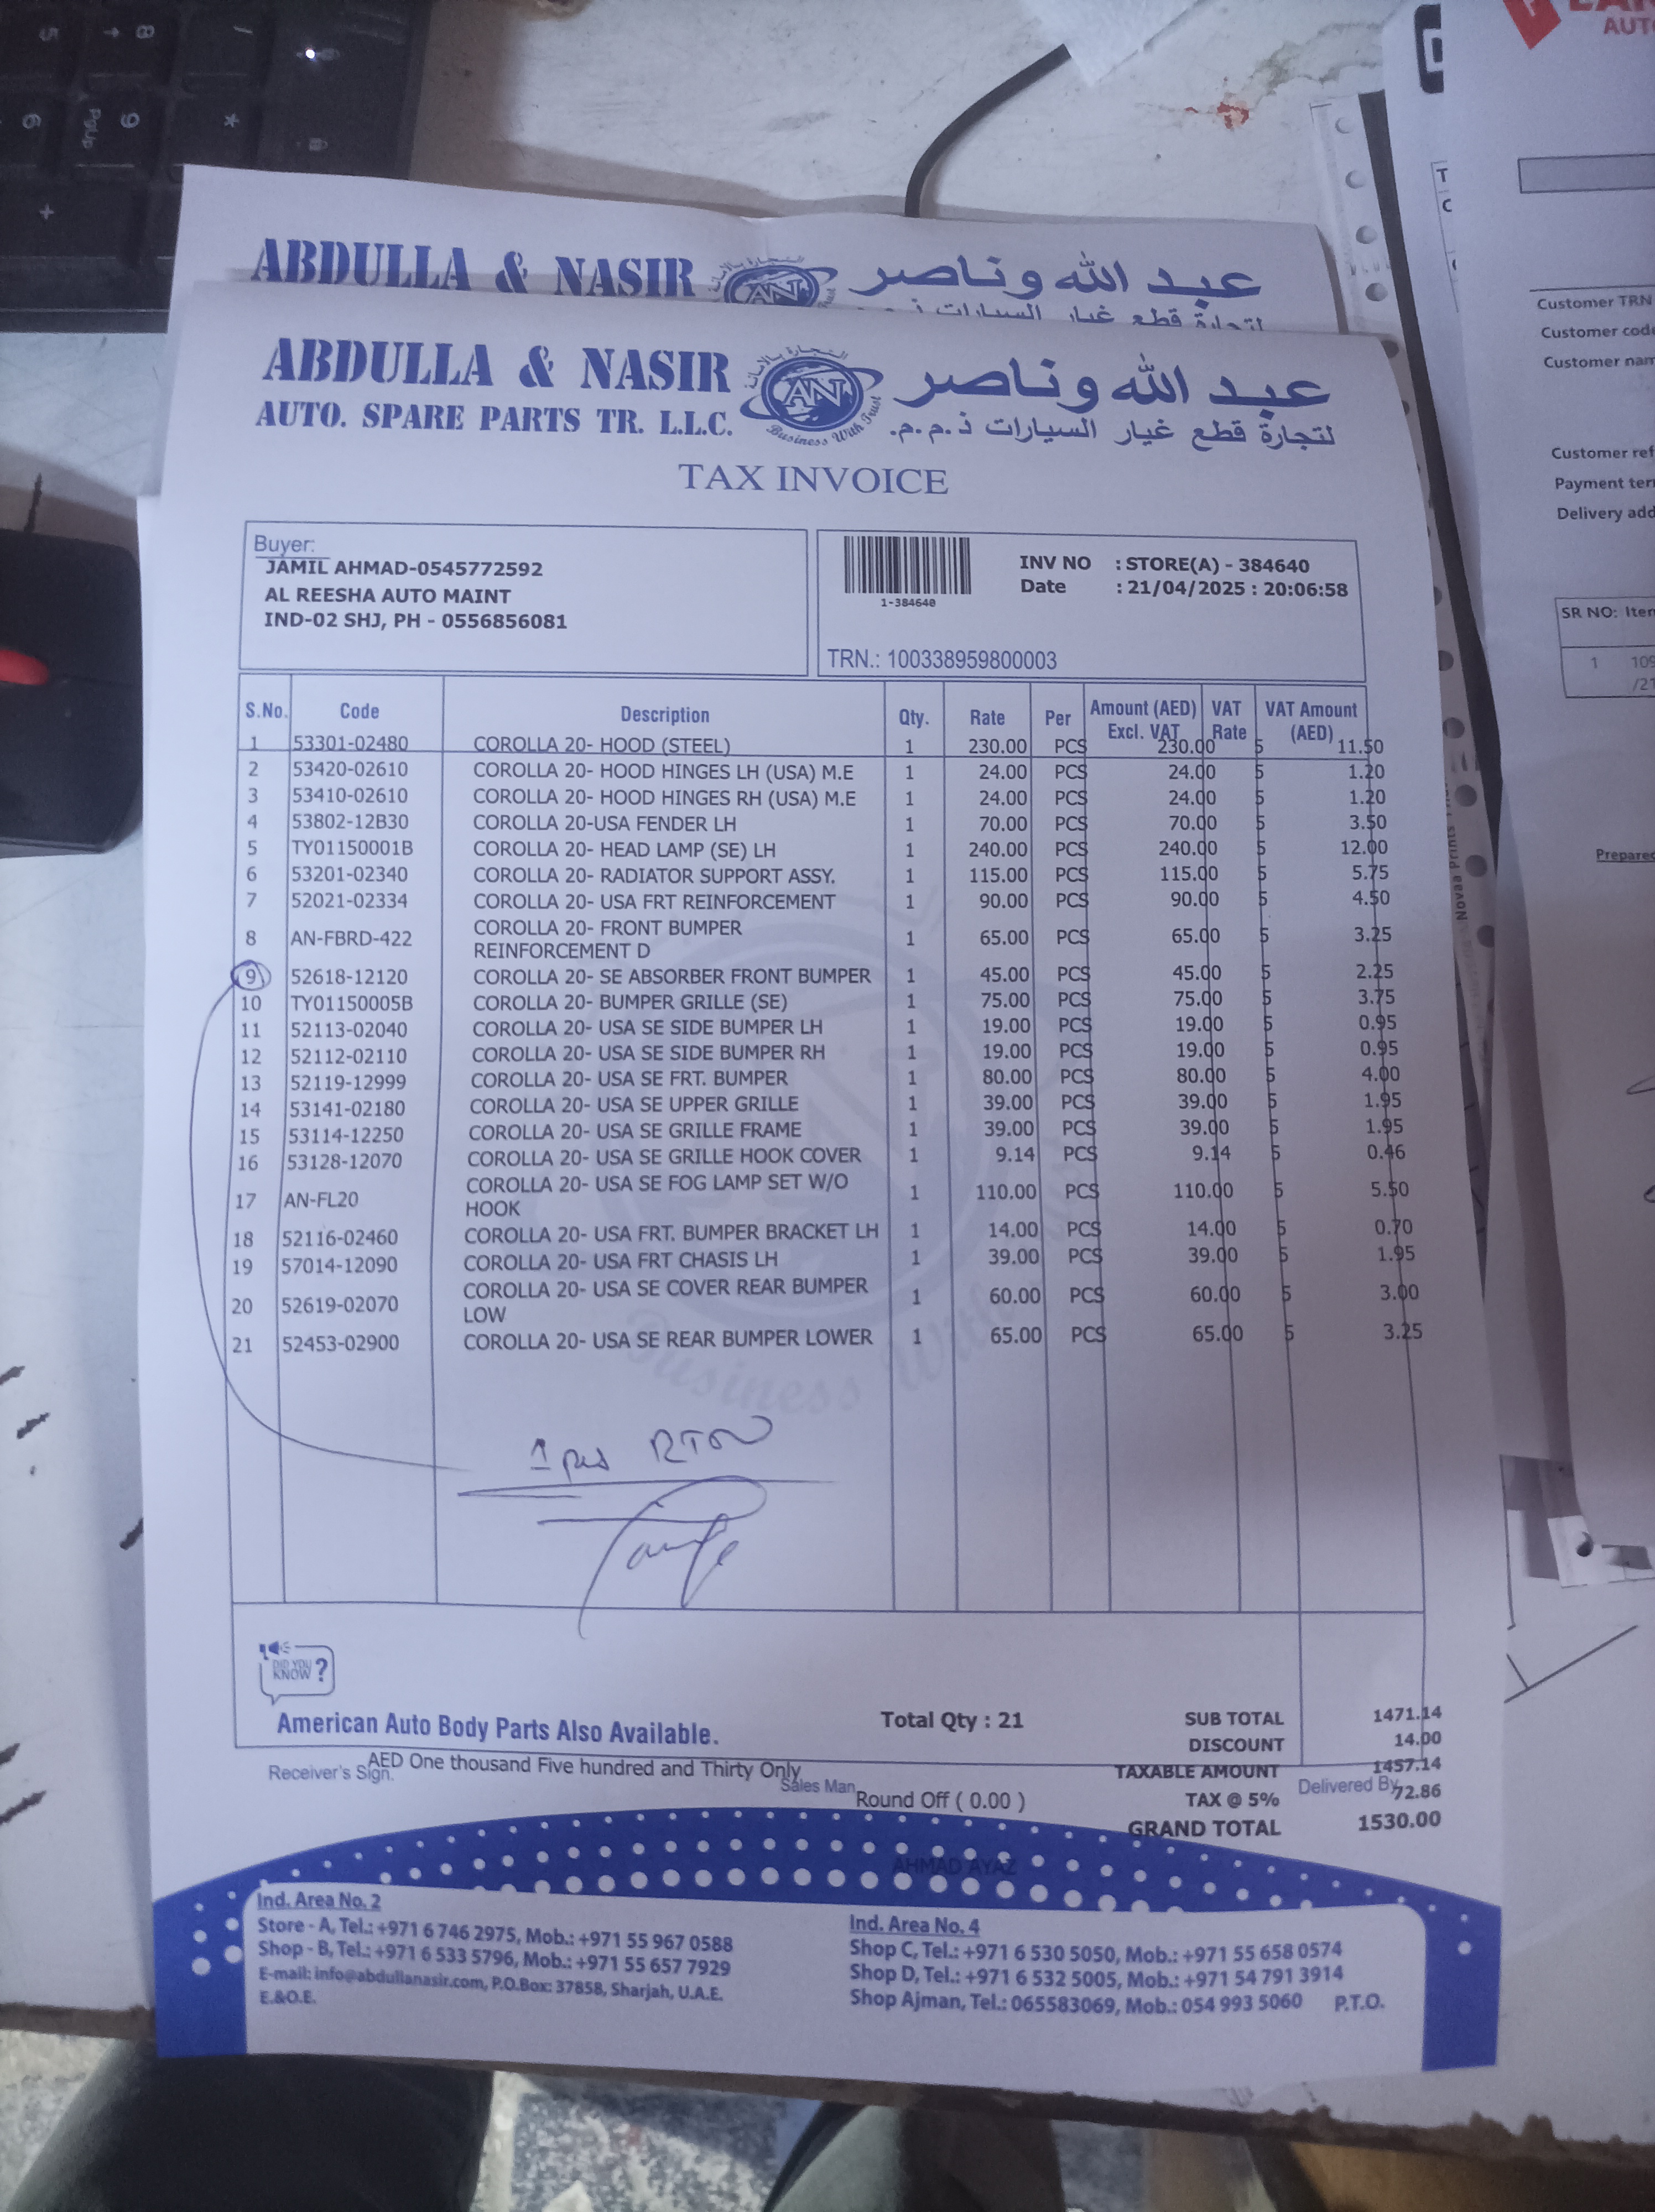 ABDULLA & NASIR AN عبد الله وناصر
لتجارة قطع غيار السيارات
ABDULLA & NASIR AN عبد الله وناصر
AUTO. SPARE PARTS TR. L.L.C. Business With Trust لتجارة قطع غيار السيارات ذ.م.م.
TAX INVOICE
Buyer:
JAMIL AHMAD-0545772592
AL REESHA AUTO MAINT
IND-02 SHJ, PH - 0556856081
1-384640
INV NO : STORE(A) - 384640
Date : 21/04/2025 : 20:06:58
TRN.: 100338959800003
S.No. Code Description Qty. Rate Per Amount (AED) Excl. VAT VAT Rate VAT Amount (AED)
1 53301-02480 COROLLA 20- HOOD (STEEL) 1 230.00 PCS 230.00 5 11.50
2 53420-02610 COROLLA 20- HOOD HINGES LH (USA) M.E 1 24.00 PCS 24.00 5 1.20
3 53410-02610 COROLLA 20- HOOD HINGES RH (USA) M.E 1 24.00 PCS 24.00 5 1.20
4 53802-12B30 COROLLA 20-USA FENDER LH 1 70.00 PCS 70.00 5 3.50
5 TY01150001B COROLLA 20- HEAD LAMP (SE) LH 1 240.00 PCS 240.00 5 12.00
6 53201-02340 COROLLA 20- RADIATOR SUPPORT ASSY. 1 115.00 PCS 115.00 5 5.75
7 52021-02334 COROLLA 20- USA FRT REINFORCEMENT 1 90.00 PCS 90.00 5 4.50
8 AN-FBRD-422 COROLLA 20- FRONT BUMPER 1 65.00 PCS 65.00 5 3.25
REINFORCEMENT D
9 52618-12120 COROLLA 20- SE ABSORBER FRONT BUMPER 1 45.00 PCS 45.00 5 2.25
10 TY01150005B COROLLA 20- BUMPER GRILLE (SE) 1 75.00 PCS 75.00 5 3.75
11 52113-02040 COROLLA 20- USA SE SIDE BUMPER LH 1 19.00 PCS 19.00 5 0.95
12 52112-02110 COROLLA 20- USA SE SIDE BUMPER RH 1 19.00 PCS 19.00 5 0.95
13 52119-12999 COROLLA 20- USA SE FRT. BUMPER 1 80.00 PCS 80.00 5 4.00
14 53141-02180 COROLLA 20- USA SE UPPER GRILLE 1 39.00 PCS 39.00 5 1.95
15 53114-12250 COROLLA 20- USA SE GRILLE FRAME 1 39.00 PCS 39.00 5 1.95
16 53128-12070 COROLLA 20- USA SE GRILLE HOOK COVER 1 9.14 PCS 9.14 5 0.46
17 AN-FL20 COROLLA 20- USA SE FOG LAMP SET W/O 1 110.00 PCS 110.00 5 5.50
HOOK
18 52116-02460 COROLLA 20- USA FRT. BUMPER BRACKET LH 1 14.00 PCS 14.00 5 0.70
19 57014-12090 COROLLA 20- USA FRT CHASIS LH 1 39.00 PCS 39.00 5 1.95
20 52619-02070 COROLLA 20- USA SE COVER REAR BUMPER 1 60.00 PCS 60.00 5 3.00
LOW
21 52453-02900 COROLLA 20- USA SE REAR BUMPER LOWER 1 65.00 PCS 65.00 5 3.25
1 pcs RTN
DID YOU KNOW ?
American Auto Body Parts Also Available.
Total Qty : 21
SUB TOTAL 1471.14
DISCOUNT 14.00
TAXABLE AMOUNT 1457.14
TAX @ 5% 72.86
GRAND TOTAL 1530.00
AED One thousand Five hundred and Thirty Only
Receiver's Sign.
Sales Man
Round Off ( 0.00 )
Delivered By
AHMAD AYAZ
Ind. Area No. 2
Store - A, Tel.: +971 6 746 2975, Mob.: +971 55 967 0588
Shop - B, Tel.: +971 6 533 5796, Mob.: +971 55 657 7929
E-mail: info@abdullanasir.com, P.O.Box: 37858, Sharjah, U.A.E.
E.&O.E.
Ind. Area No. 4
Shop C, Tel.: +971 6 530 5050, Mob.: +971 55 658 0574
Shop D, Tel.: +971 6 532 5005, Mob.: +971 54 791 3914
Shop Ajman, Tel.: 065583069, Mob.: 054 993 5060 P.T.O.
Customer TRN
Customer code
Customer ref
Delivery add
SR NO:
1 109
/21